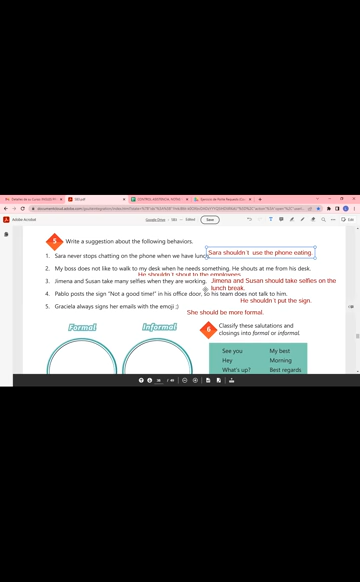 Adobe Acrobat
Save
Edit
5 Write a suggestion about the following behaviors.
1. Sara never stops chatting on the phone when we have lunch.
Sara shouldn´t use the phone eating.
2. My boss does not like to walk to my desk when he needs something. He shouts at me from his desk.
He shouldn´t shout to the employees
3. Jimena and Susan take many selfies when they are working.
Jimena and Susan should take selfies on the
lunch break.
4. Pablo posts the sign "Not a good time!" in his office door, so his team does not talk to him.
He shouldn´t put the sign.
5. Graciela always signs her emails with the emoji ;)
She should be more formal.
Formal
Informal
6 Classify these salutations and
closings into formal or informal.
See you My best
Hey Morning
What's up? Best regards